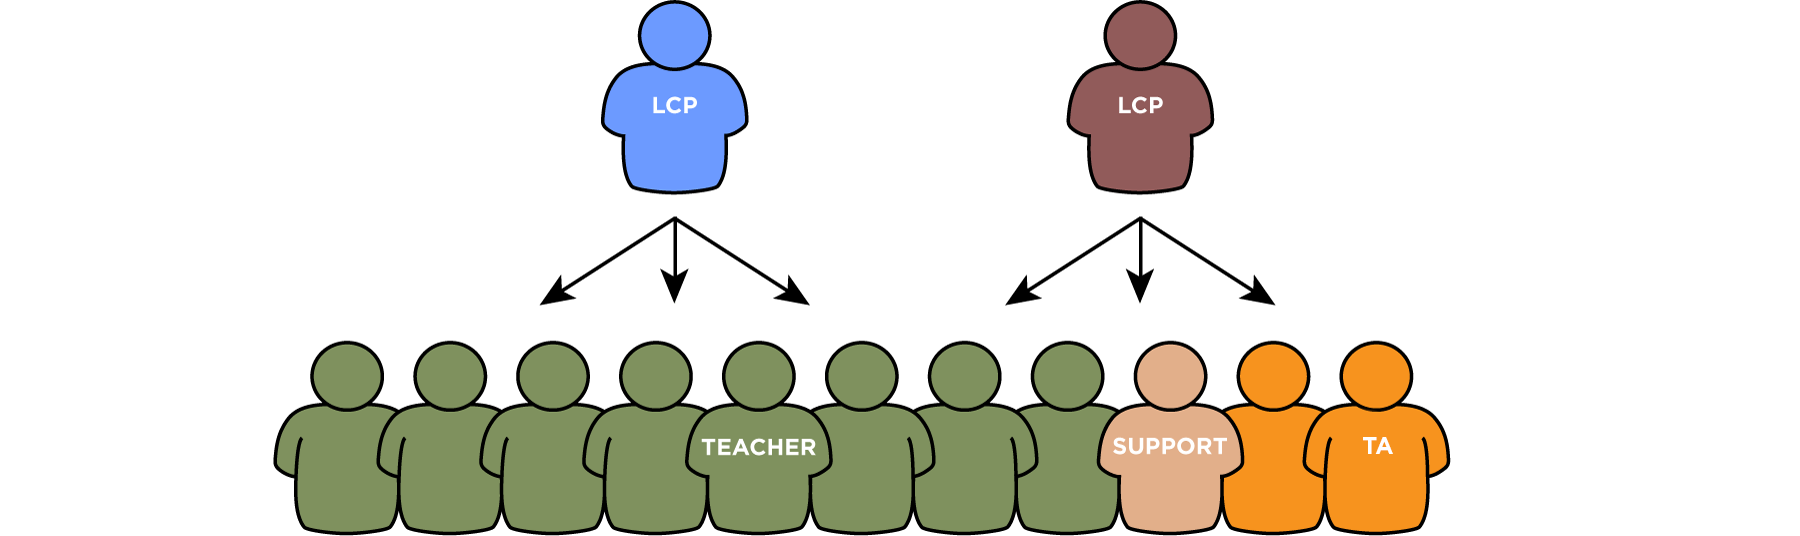 LCP
LCP
TEACHER
SUPPORT
TA